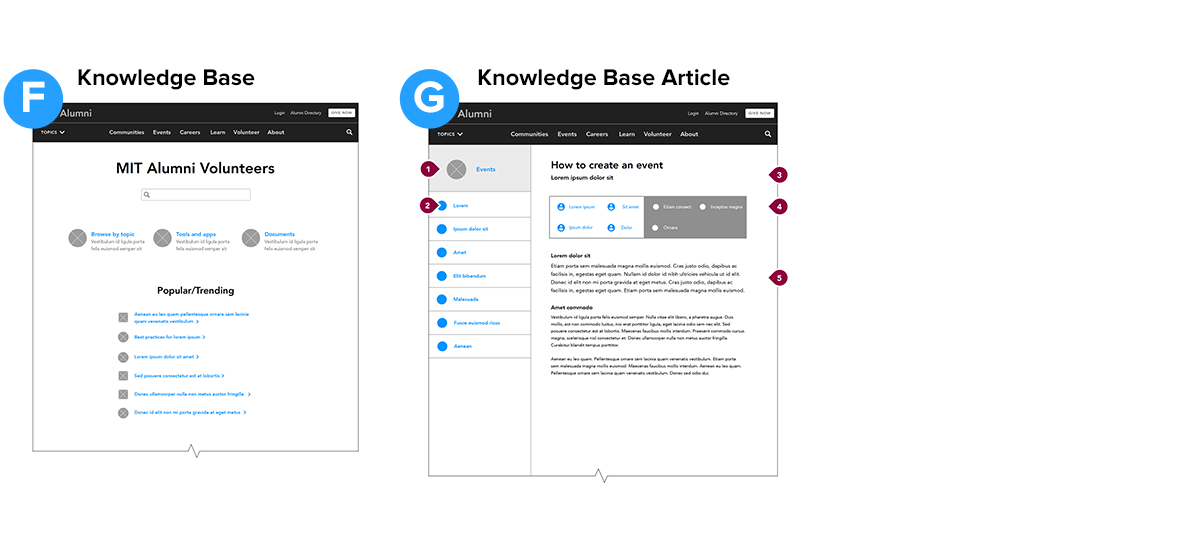 F
Knowledge Base
Alumni
Login Alumni Directory GIVE NOW
TOPICS Communities Events Careers Learn Volunteer About
MIT Alumni Volunteers
Browse by topic
Vestibulum id ligula porta
felis euismod semper sit
Tools and apps
Vestibulum id ligula porta
felis euismod semper sit
Documents
Vestibulum id ligula porta
felis euismod semper sit
Popular/Trending
Aenean eu leo quam pellentesque ornare sem lacinia
quam venenatis vestibulum >
Best practices for lorem ipsum >
Lorem ipsum dolor sit amet >
Sed posuere consectetur est at lobortis >
Donec ullamcorper nulla non metus auctor fringilla >
Donec id elit non mi porta gravida at eget metus >
G
Knowledge Base Article
Alumni
Login Alumni Directory GIVE NOW
TOPICS Communities Events Careers Learn Volunteer About
1
Events
2
Lorem
Ipsum dolor sit
Amet
Elit bibendum
Malesuada
Fusce euismod risus
Aenean
How to create an event
Lorem ipsum dolor sit
3
Lorem ipsum Sit amet Etiam consect Inceptos magna
4
Ipsum dolor Dolor Ornare
Lorem dolor sit
Etiam porta sem malesuada magna mollis euismod. Cras justo odio, dapibus ac
facilisis in, egestas eget quam. Nullam id dolor id nibh ultricies vehicula ut id elit.
5
Donec id elit non mi porta gravida at eget metus. Cras justo odio, dapibus ac
facilisis in, egestas eget quam. Etiam porta sem malesuada magna mollis euismod.
Amet commodo
Vestibulum id ligula porta felis euismod semper. Nulla vitae elit libero, a pharetra augue. Duis
mollis, est non commodo luctus, nisi erat porttitor ligula, eget lacinia odio sem nec elit. Sed
posuere consectetur est at lobortis. Maecenas faucibus mollis interdum. Praesent commodo cursus
magna, scelerisque nisl consectetur et. Donec ullamcorper nulla non metus auctor fringilla.
Curabitur blandit tempus porttitor.
Aenean eu leo quam. Pellentesque ornare sem lacinia quam venenatis vestibulum. Etiam porta
sem malesuada magna mollis euismod. Maecenas faucibus mollis interdum. Aenean eu leo quam.
Pellentesque ornare sem lacinia quam venenatis vestibulum. Donec sed odio dui.